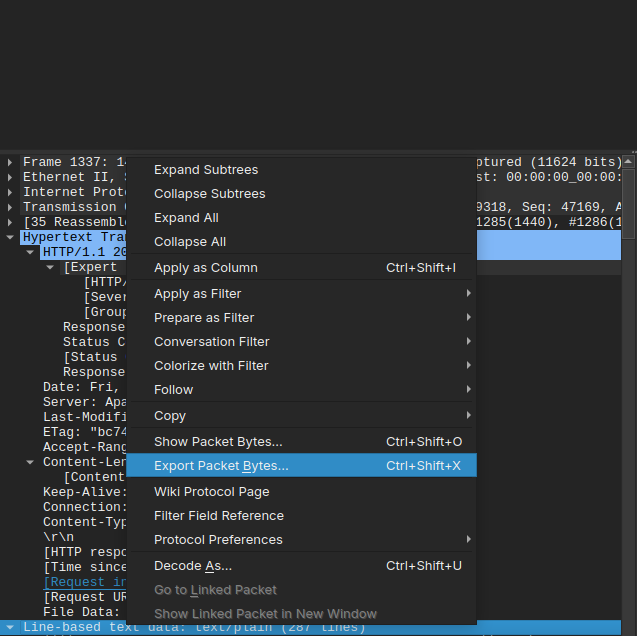 Frame 1337: 1 ptured (11624 bits)
Ethernet II, st: 00:00:00_00:00:
Internet Prot
Transmission 9318, Seq: 47169, A
[35 Reassemble 1285(1440), #1286(1
Hypertext Tra
HTTP/1.1 20
[Expert
[HTTP/
[Sever
[Group
Response
Status C
[Status
Response
Date: Fri,
Server: Apa
Last-Modifi
ETag: "bc74
Accept-Rang
Content-Len
[Content
Keep-Alive:
Connection:
Content-Typ
\r\n
[HTTP respo
[Time since
[Request in
[Request UR
File Data:
Line-based text data: text/plain (287 lines)
Expand Subtrees
Collapse Subtrees
Expand All
Collapse All
Apply as Column Ctrl+Shift+I
Apply as Filter
Prepare as Filter
Conversation Filter
Colorize with Filter
Follow
Copy
Show Packet Bytes... Ctrl+Shift+O
Export Packet Bytes... Ctrl+Shift+X
Wiki Protocol Page
Filter Field Reference
Protocol Preferences
Decode As... Ctrl+Shift+U
Go to Linked Packet
Show Linked Packet in New Window